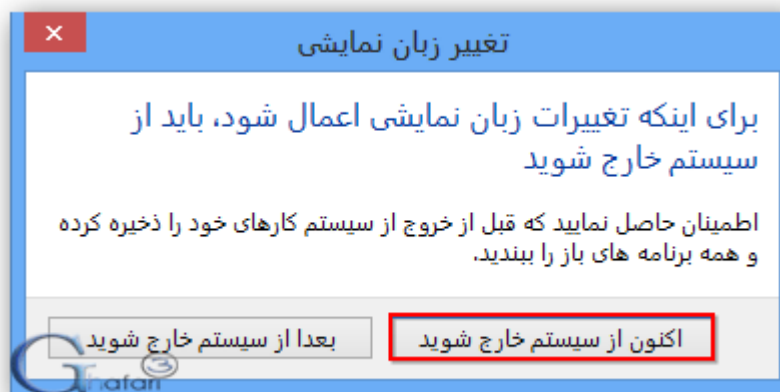 تغییر زبان نمایشی
برای اینکه تغییرات زبان نمایشی اعمال شود، باید از
سیستم خارج شوید
اطمینان حاصل نمایید که قبل از خروج از سیستم کارهای خود را ذخیره کرده
و همه برنامه های باز را ببندید.
اکنون از سیستم خارج شوید
بعدا از سیستم خارج شوید
Ghafari
3